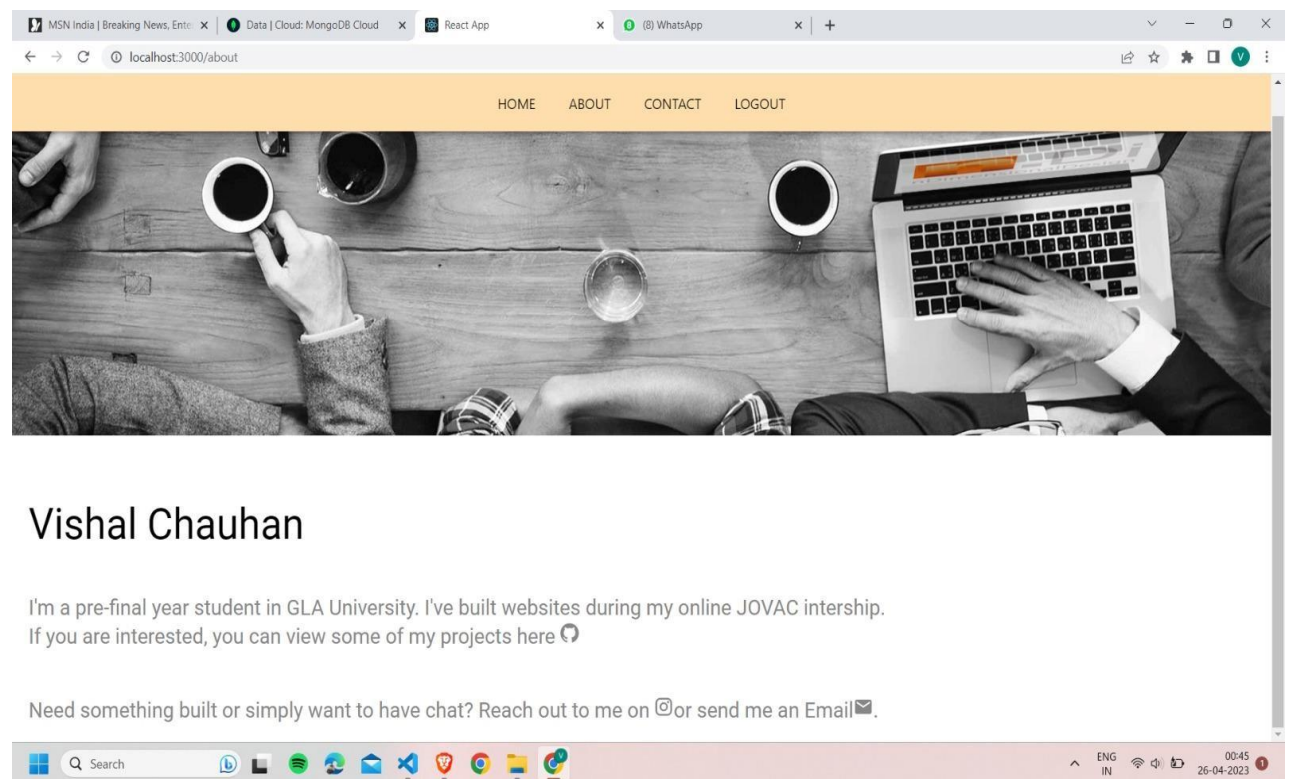 MSN India | Breaking News, Ente
Data | Cloud: MongoDB Cloud
React App
(8) WhatsApp
localhost:3000/about
V
HOME ABOUT CONTACT LOGOUT
Vishal Chauhan
I'm a pre-final year student in GLA University. I've built websites during my online JOVAC intership.
If you are interested, you can view some of my projects here
Need something built or simply want to have chat? Reach out to me on or send me an Email.
Search
ENG
IN
00:45
26-04-2023
1